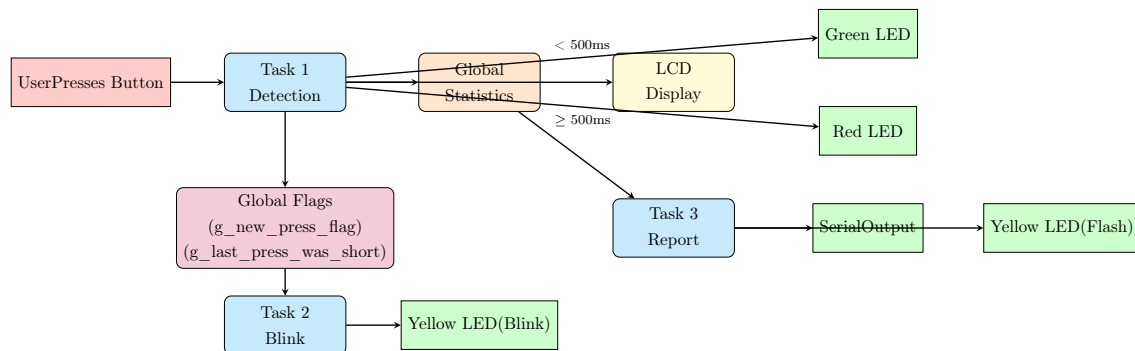 UserPresses Button
Task 1
Detection
Global
Statistics
LCD
Display
< 500ms
Green LED
≥ 500ms
Red LED
Global Flags
(g_new_press_flag)
(g_last_press_was_short)
Task 3
Report
SerialOutput
Yellow LED(Flash)
Task 2
Blink
Yellow LED(Blink)